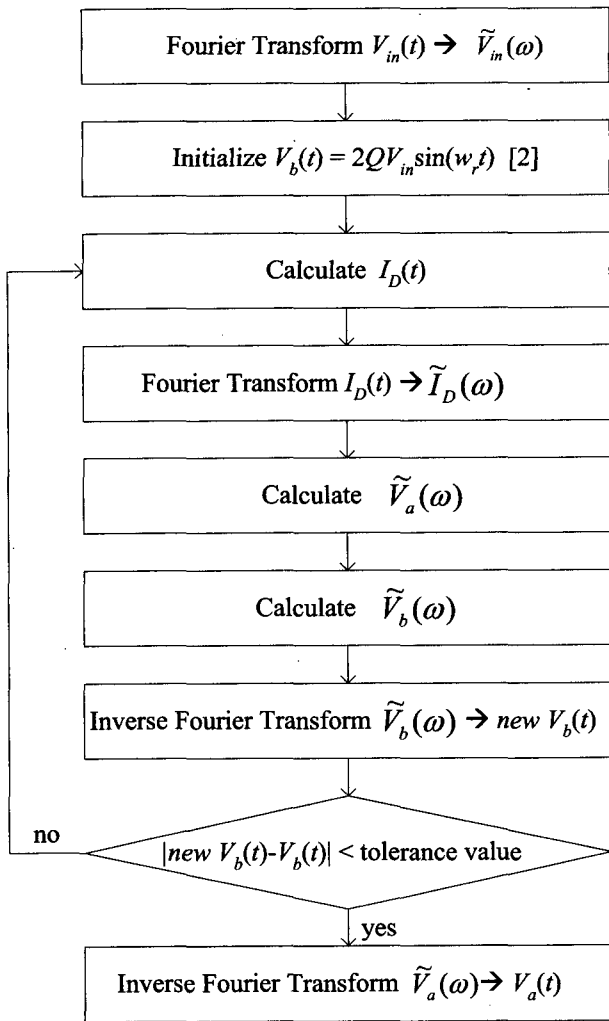 Fourier Transform V_in(t) → Ṽ_in(ω)
Initialize V_b(t) = 2QV_in sin(w_r t) [2]
Calculate I_D(t)
Fourier Transform I_D(t) → Ĩ_D(ω)
Calculate Ṽ_a(ω)
Calculate Ṽ_b(ω)
Inverse Fourier Transform Ṽ_b(ω) → new V_b(t)
no
|new V_b(t)-V_b(t)| < tolerance value
yes
Inverse Fourier Transform Ṽ_a(ω) → V_a(t)